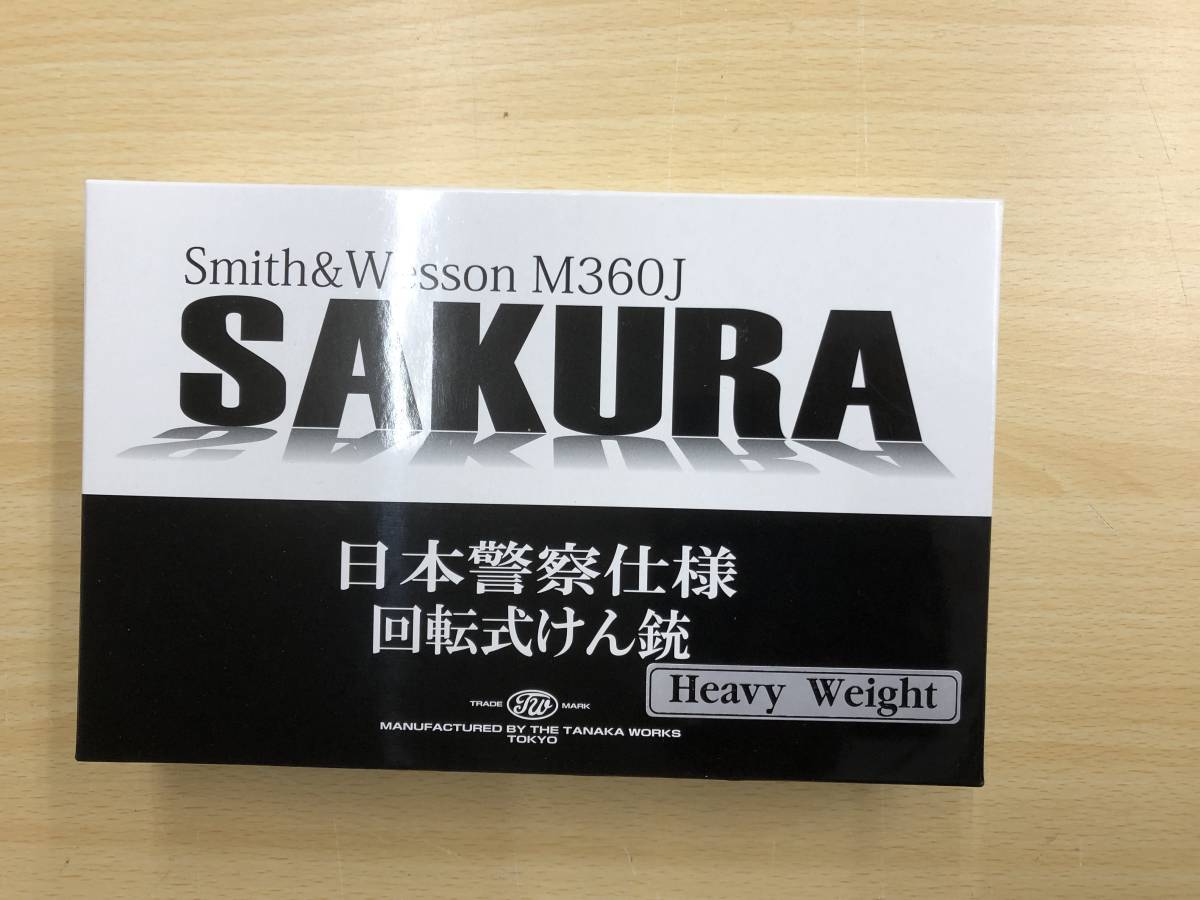 Smith&Wesson M360J
SAKURA
日本警察仕様
回転式けん銃
Heavy Weight
TRADE TW MARK
MANUFACTURED BY THE TANAKA WORKS
TOKYO